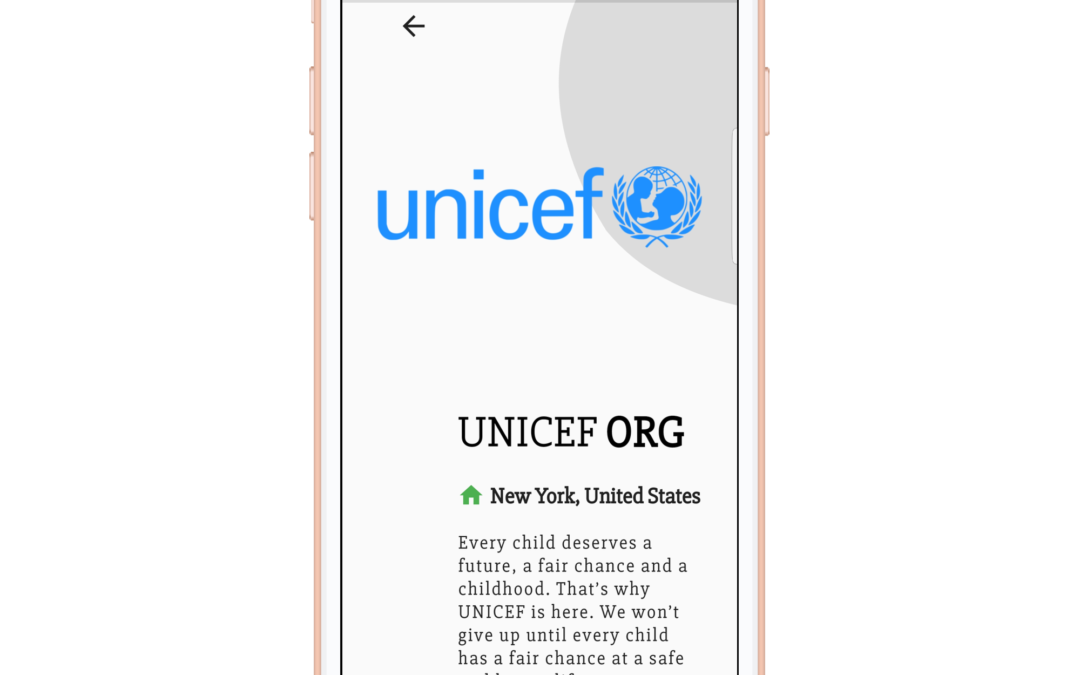 unicef
UNICEF ORG
New York, United States
Every child deserves a
future, a fair chance and a
childhood. That’s why
UNICEF is here. We won’t
give up until every child
has a fair chance at a safe